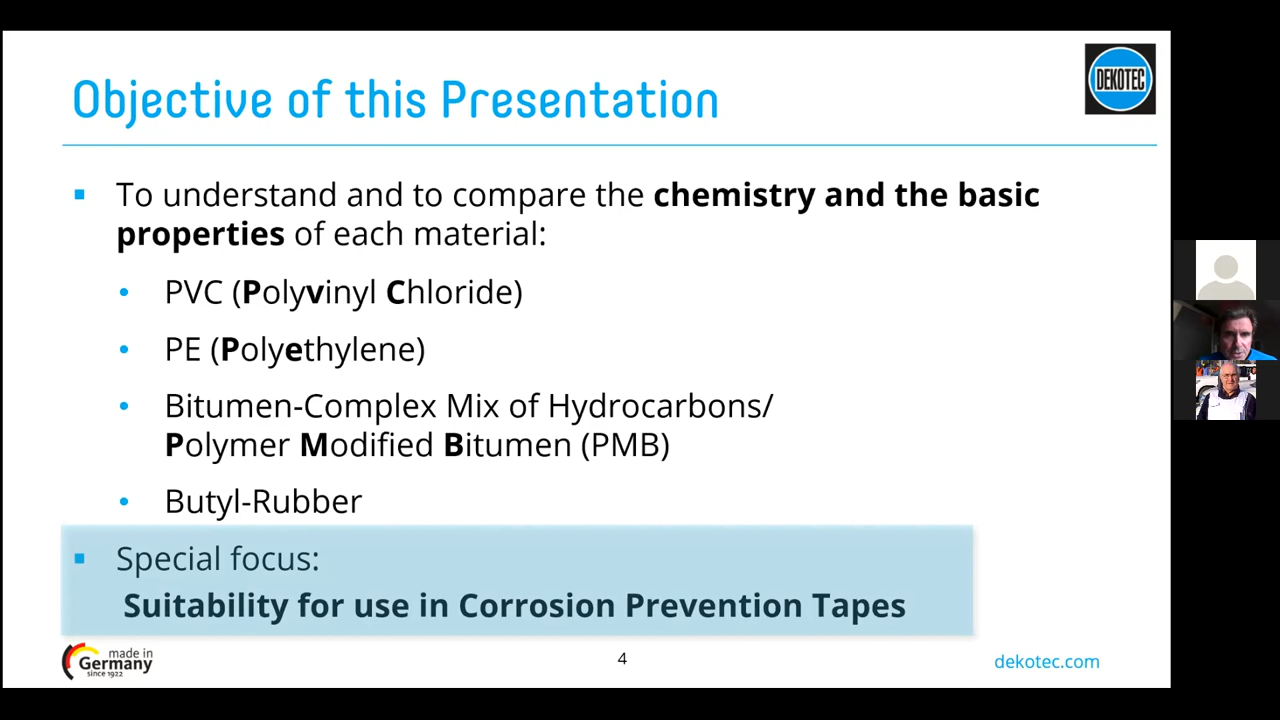 Objective of this Presentation
DEKOTEC
To understand and to compare the chemistry and the basic
properties of each material:
PVC (Polyvinyl Chloride)
PE (Polyethylene)
Bitumen-Complex Mix of Hydrocarbons/
Polymer Modified Bitumen (PMB)
Butyl-Rubber
Special focus:
Suitability for use in Corrosion Prevention Tapes
made in
Germany
since 1922
4
dekotec.com